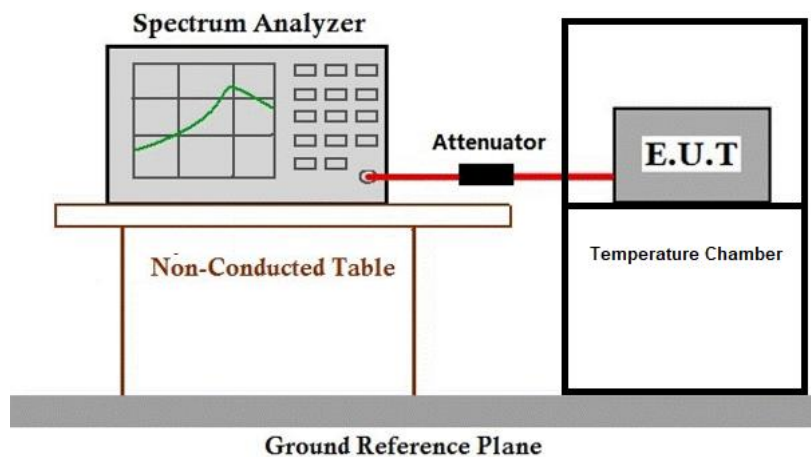 Spectrum Analyzer
Attenuator
E.U.T
Non-Conducted Table
Temperature Chamber
Ground Reference Plane